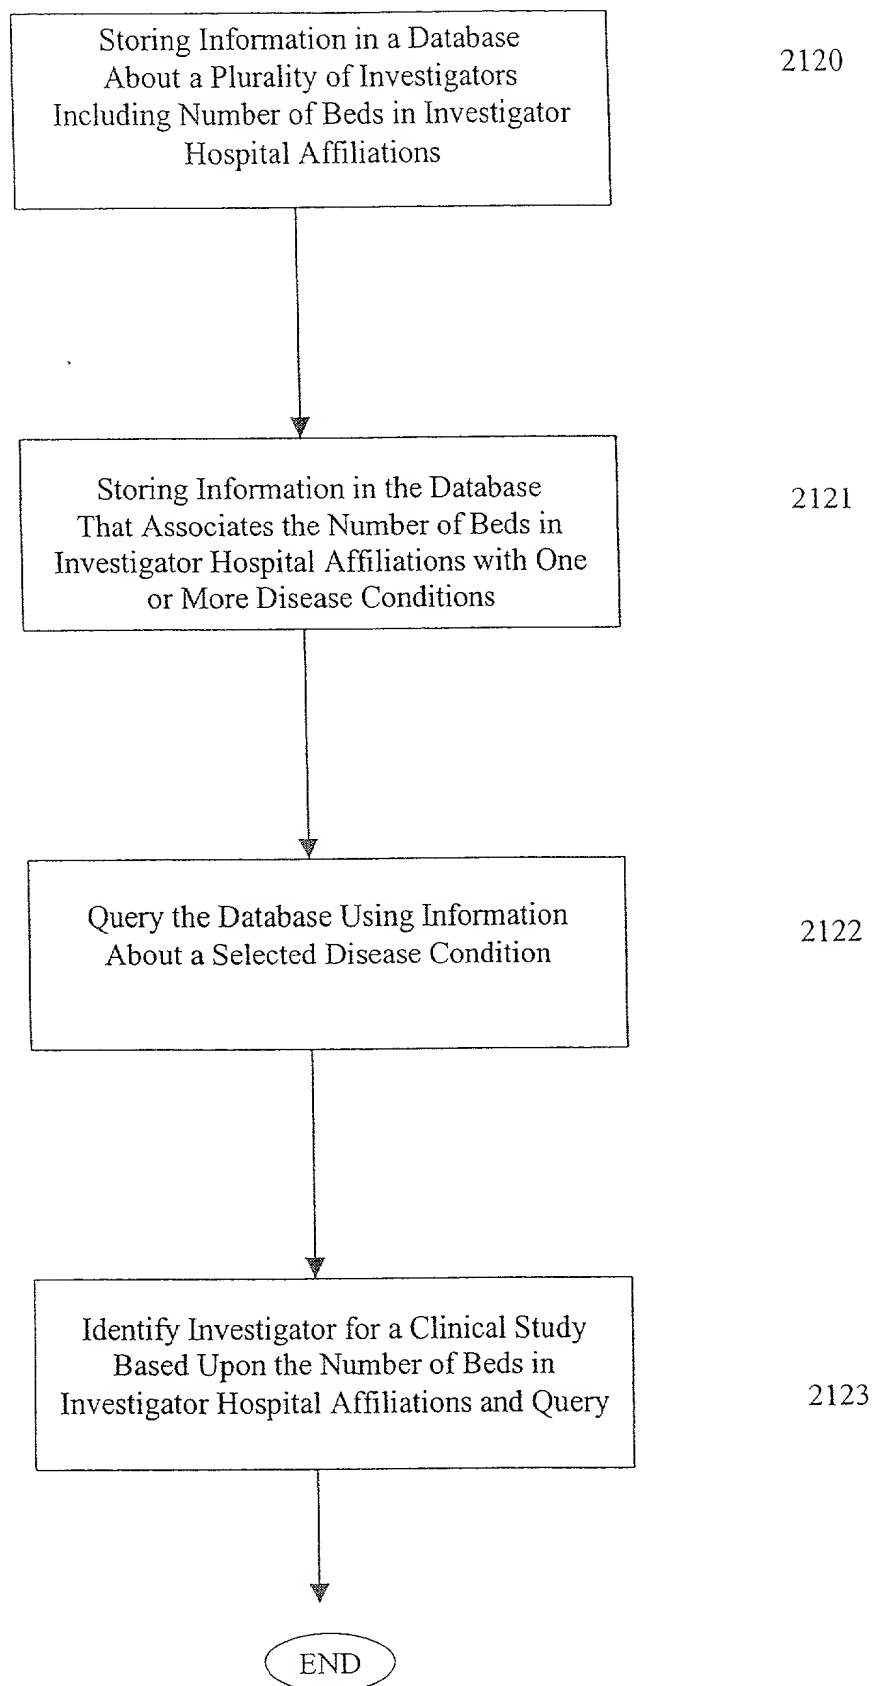 Storing Information in a Database
About a Plurality of Investigators
Including Number of Beds in Investigator
Hospital Affiliations
2120
Storing Information in the Database
That Associates the Number of Beds in
Investigator Hospital Affiliations with One
or More Disease Conditions
2121
Query the Database Using Information
About a Selected Disease Condition
2122
Identify Investigator for a Clinical Study
Based Upon the Number of Beds in
Investigator Hospital Affiliations and Query
2123
END